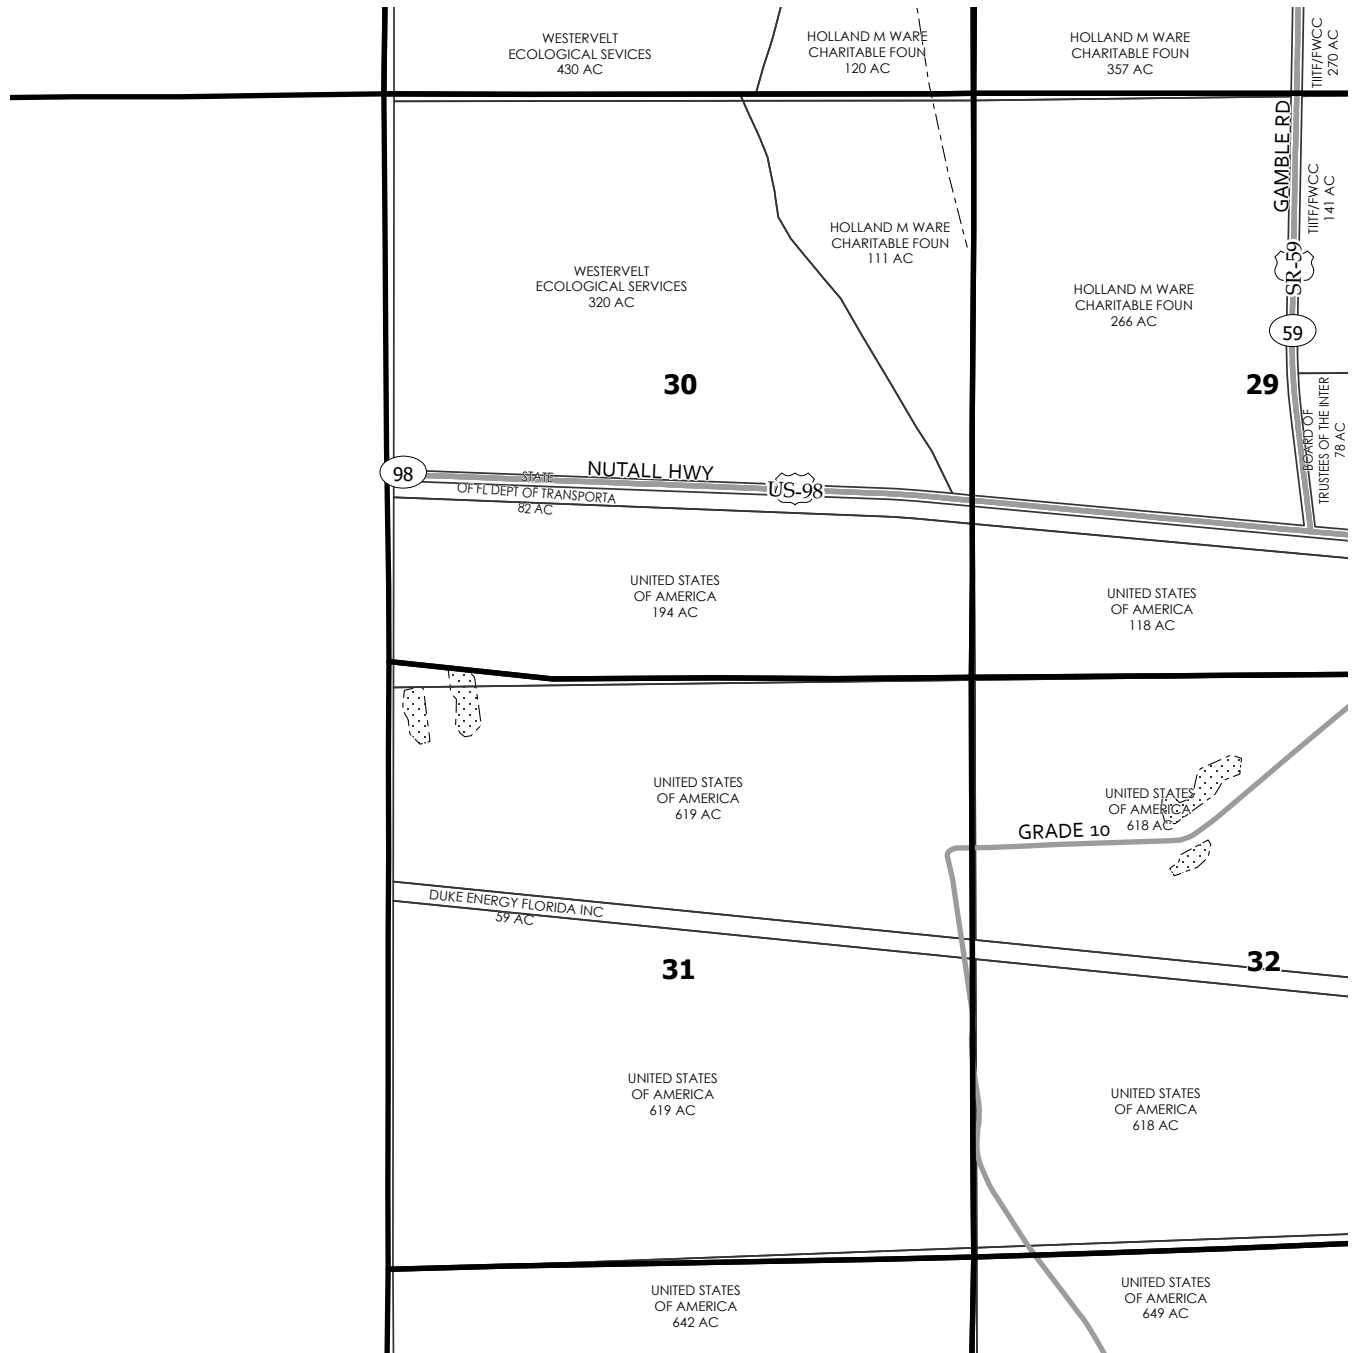 WESTERVELT
ECOLOGICAL SEVICES
430 AC
HOLLAND M WARE
CHARITABLE FOUN
120 AC
HOLLAND M WARE
CHARITABLE FOUN
357 AC
TIITF/FWCC
270 AC
GAMBLE RD
TIITF/FWCC
141 AC
HOLLAND M WARE
CHARITABLE FOUN
111 AC
WESTERVELT
ECOLOGICAL SERVICES
320 AC
HOLLAND M WARE
CHARITABLE FOUN
266 AC
SR-59
59
30
29
BOARD OF
TRUSTEES OF THE INTER
78 AC
98
STATE
OF FL DEPT OF TRANSPORTA
82 AC
NUTALL HWY
US-98
UNITED STATES
OF AMERICA
194 AC
UNITED STATES
OF AMERICA
118 AC
UNITED STATES
OF AMERICA
619 AC
UNITED STATES
OF AMERICA
618 AC
GRADE 10
DUKE ENERGY FLORIDA INC
59 AC
31
32
UNITED STATES
OF AMERICA
619 AC
UNITED STATES
OF AMERICA
618 AC
UNITED STATES
OF AMERICA
642 AC
UNITED STATES
OF AMERICA
649 AC